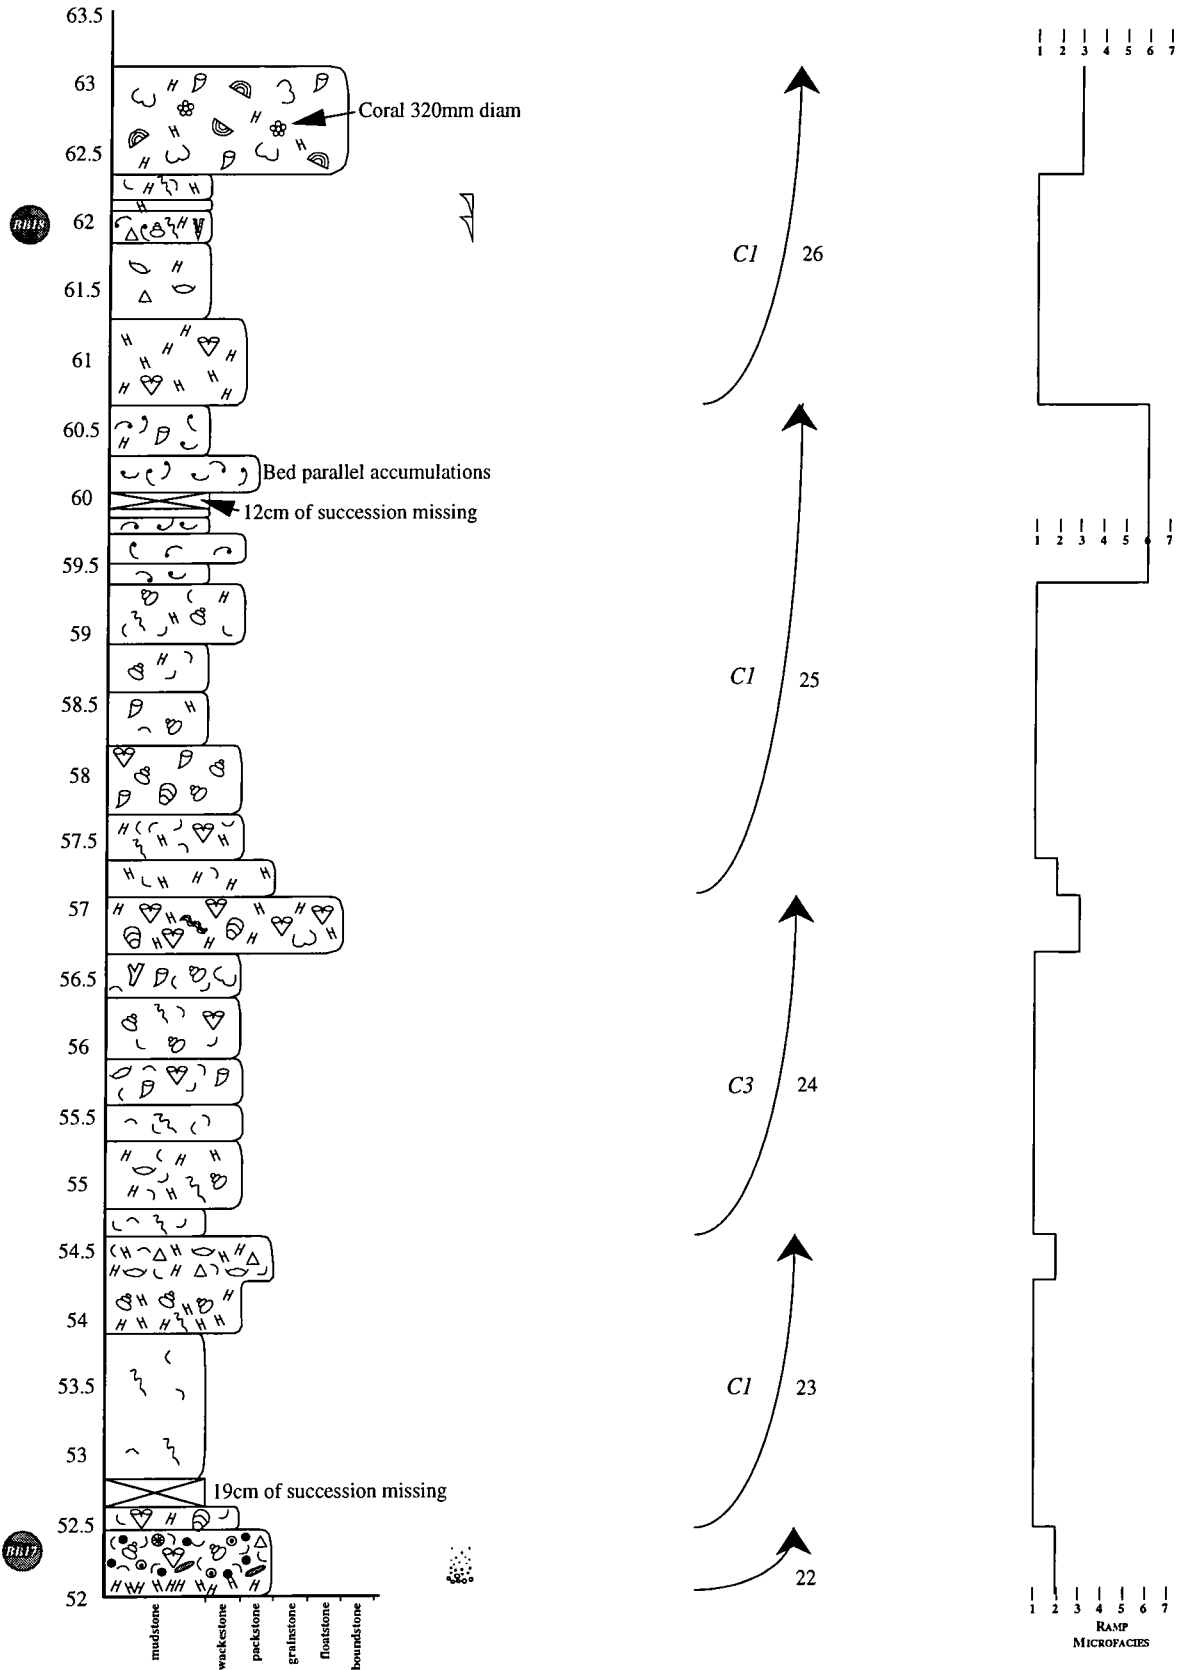 63.5
1 2 3 4 5 6 7
63
Coral 320mm diam
62.5
BB18
62
C1 26
61.5
61
60.5
Bed parallel accumulations
60
12cm of succession missing
1 2 3 4 5 6 7
59.5
59
C1 25
58.5
58
57.5
57
56.5
56
C3 24
55.5
55
54.5
54
C1 23
53.5
53
19cm of succession missing
52.5
BB17
22
52
1 2 3 4 5 6 7
mudstone
wackestone
packstone
grainstone
floatstone
boundstone
RAMP
MICROFACIES